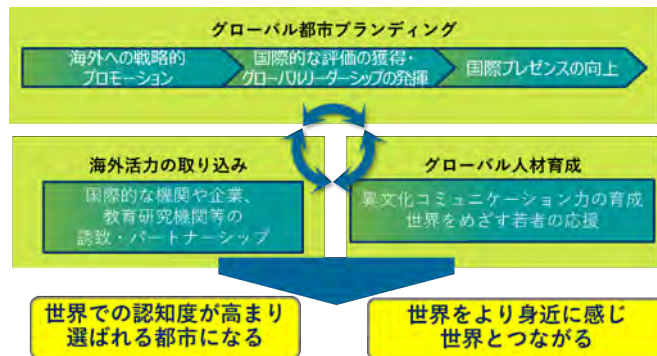 グローバル都市ブランディング
海外への戦略的
プロモーション
国際的な評価の獲得・
グローバルリーダーシップの発揮
国際プレゼンスの向上
海外活力の取り込み
国際的な機関や企業、
教育研究機関等の
誘致・パートナーシップ
グローバル人材育成
異文化コミュニケーション力の育成
世界をめざす若者の応援
世界での認知度が高まり
選ばれる都市になる
世界をより身近に感じ
世界とつながる